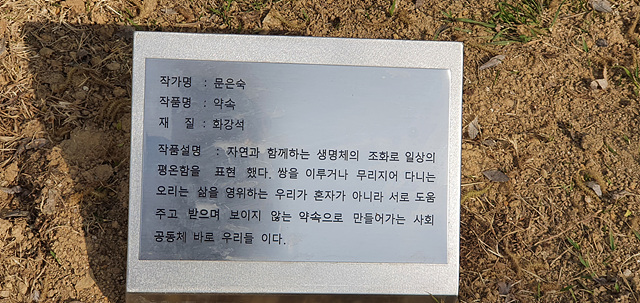 작가명 : 문은숙
작품명 : 약속
재 질 : 화강석
작품설명 : 자연과 함께하는 생명체의 조화로 일상의
평온함을 표현 했다. 쌍을 이루거나 무리지어 다니는
오리는 삶을 영위하는 우리가 혼자가 아니라 서로 도움
주고 받으며 보이지 않는 약속으로 만들어가는 사회
공동체 바로 우리들 이다.